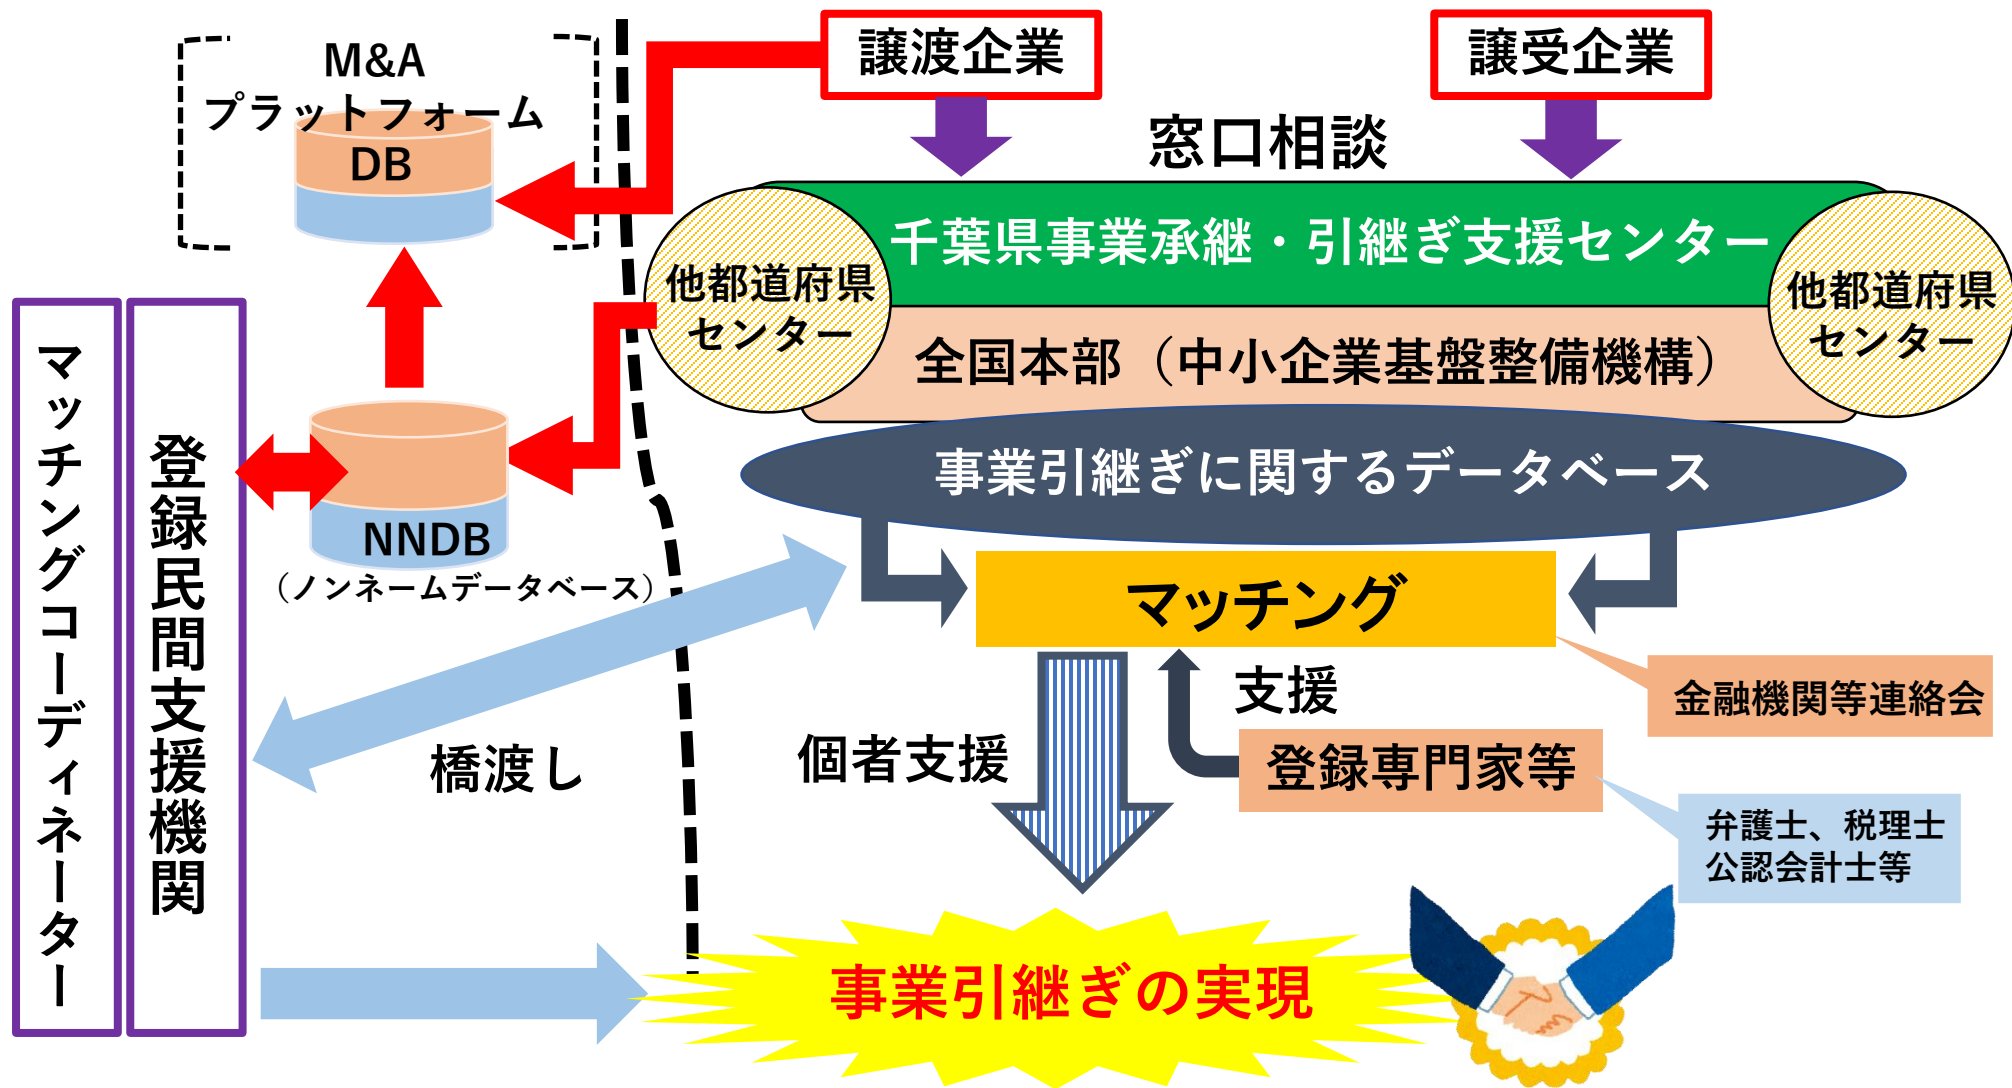 M&A
プラットフォーム
DB
譲渡企業
譲受企業
窓口相談
千葉県事業承継・引継ぎ支援センター
他都道府県
センター
他都道府県
センター
全国本部（中小企業基盤整備機構）
事業引継ぎに関するデータベース
マッチングコーディネーター
登録民間支援機関
NNDB
（ノンネームデータベース）
マッチング
支援
金融機関等連絡会
橋渡し
個者支援
登録専門家等
弁護士、税理士
公認会計士等
事業引継ぎの実現